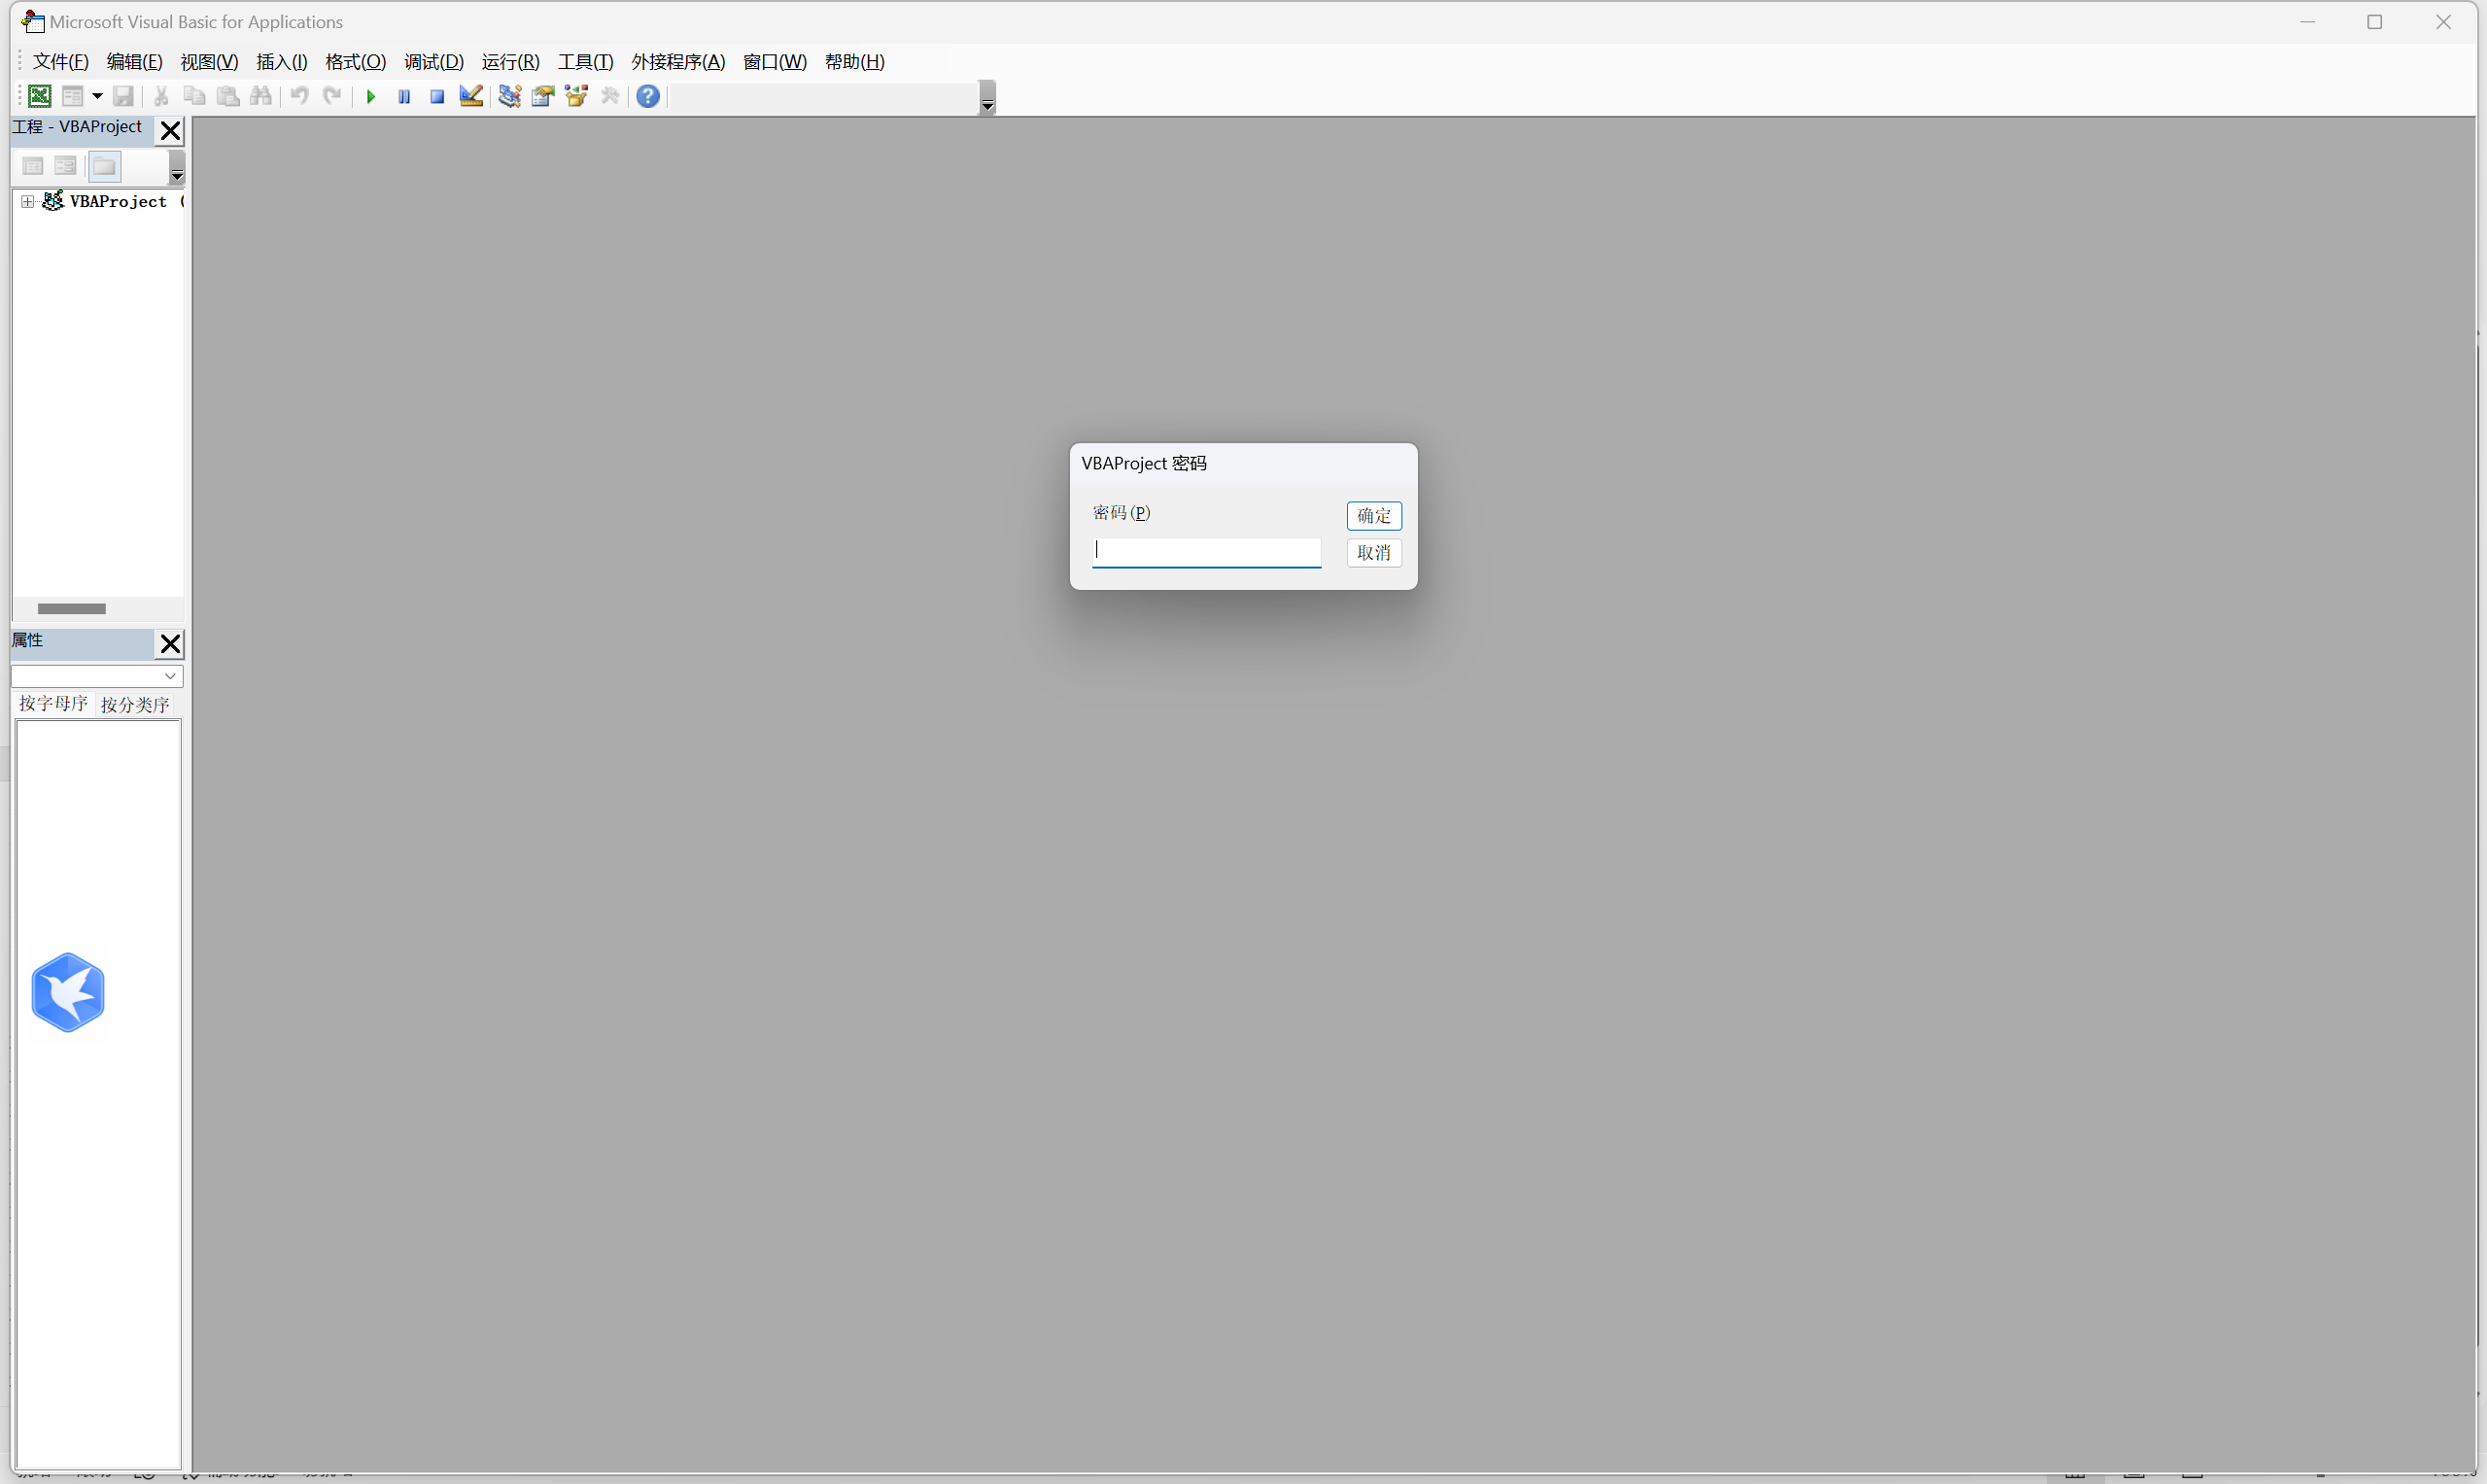 Microsoft Visual Basic for Applications
文件(F) 编辑(E) 视图(V) 插入(I) 格式(O) 调试(D) 运行(R) 工具(T) 外接程序(A) 窗口(W) 帮助(H)
工程 - VBAProject
VBAProject (
VBAProject 密码
密码(P)
确定
取消
属性
按字母序 按分类序